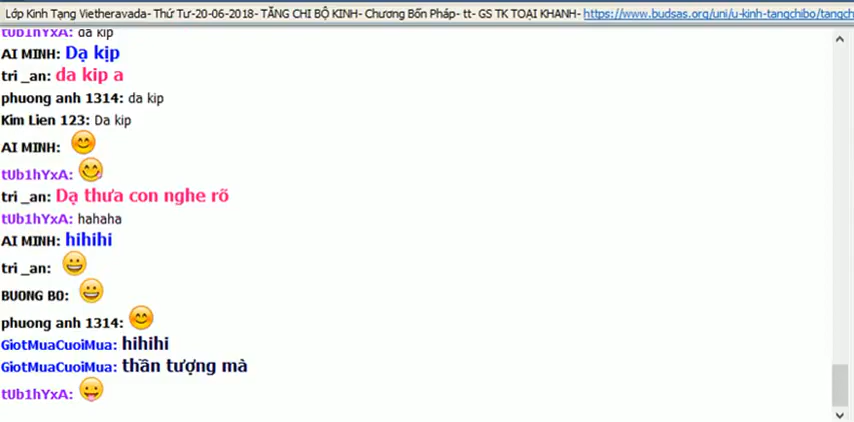 Lớp Kinh Tạng Vietheravada- Thứ Tư-20-06-2018- TĂNG CHI BỘ KINH- Chương Bốn Pháp- tt- GS TK TOẠI KHANH- https://www.budsas.org/uni/u-kinh-tangchibo/tangch
tUb1hYxA: da kip
AI MINH: Dạ kịp
tri _an: da kip a
phuong anh 1314: da kip
Kim Lien 123: Da kip
AI MINH: 😊
tUb1hYxA: 😋
tri _an: Dạ thưa con nghe rõ
tUb1hYxA: hahaha
AI MINH: hihihi
tri _an: 😀
BUONG BO: 😀
phuong anh 1314: 😊
GiotMuaCuoiMua: hihihi
GiotMuaCuoiMua: thần tượng mà
tUb1hYxA: 😛